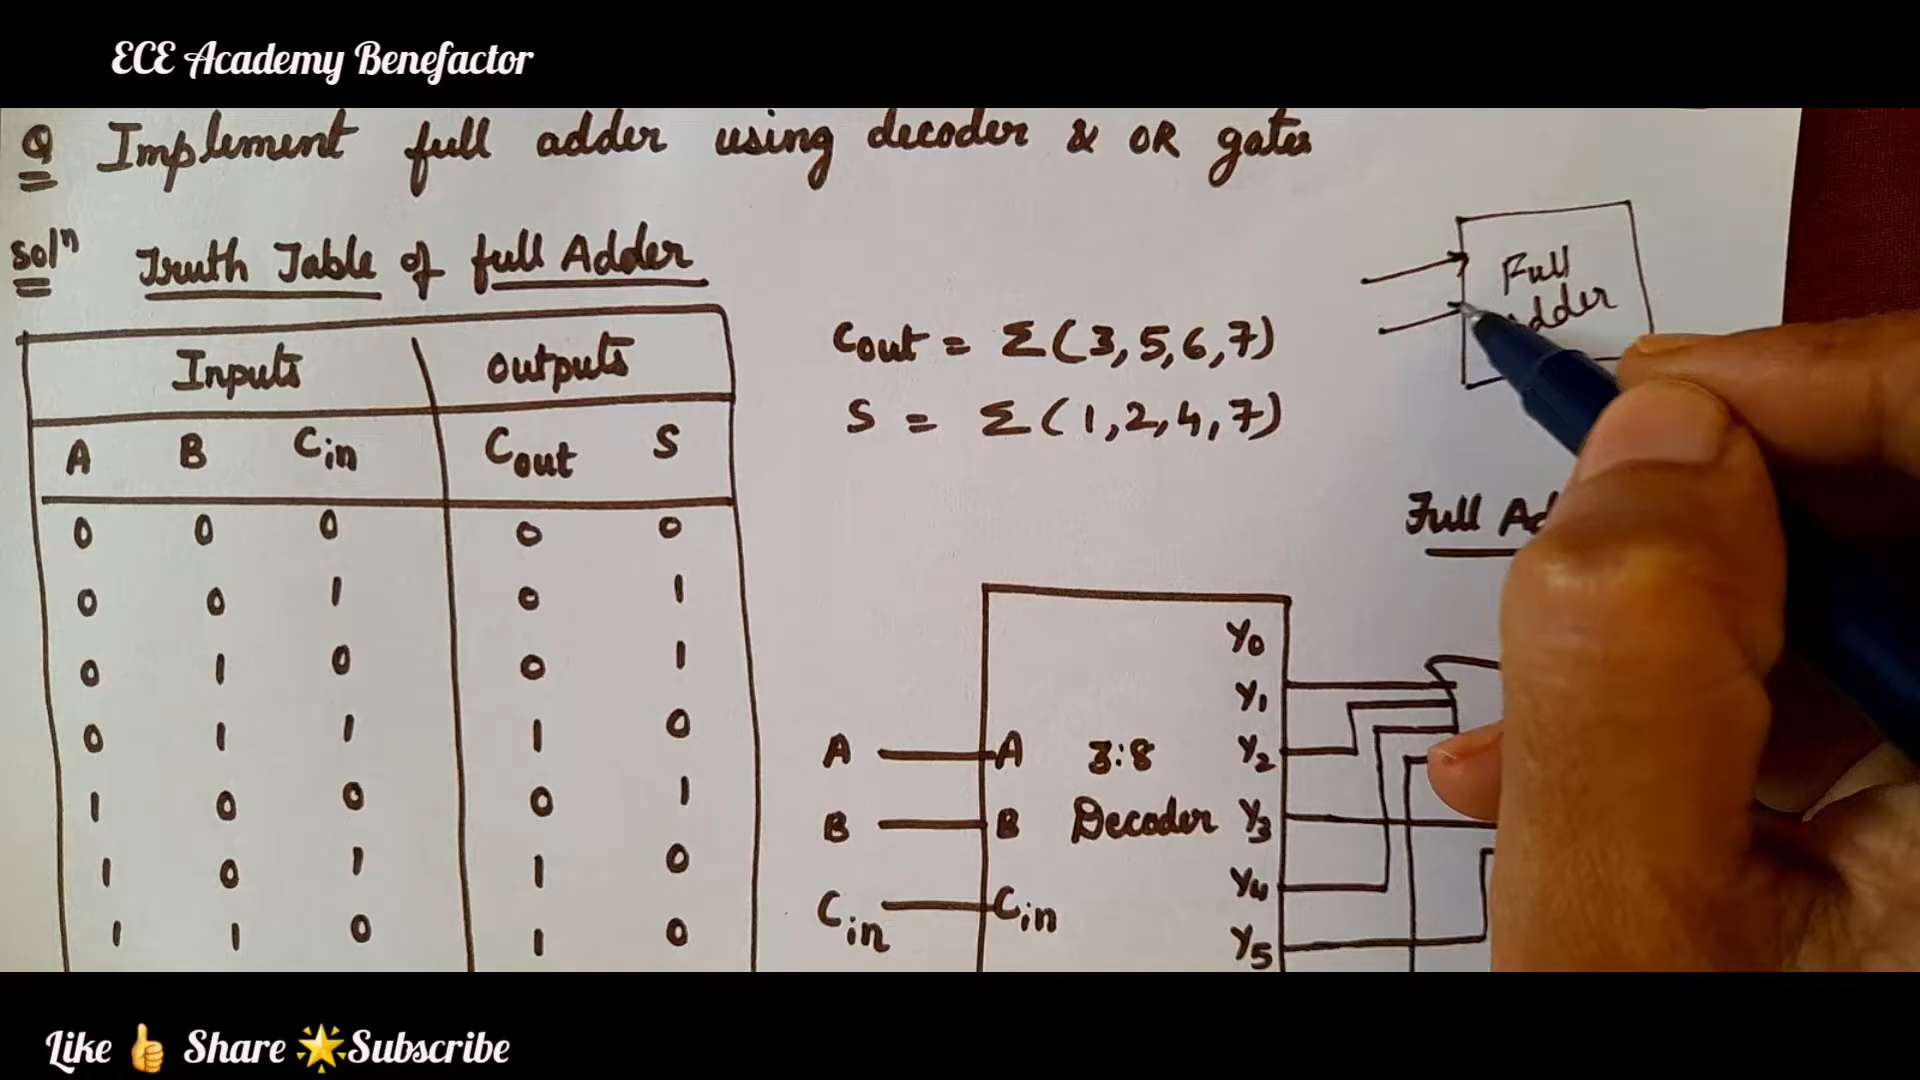 ECE Academy Benefactor
Q Implement full adder using decoder & OR gates
Solⁿ Truth Table of full Adder
Full
adder
Inputs outputs
A B Cin Cout S
0 0 0 0 0
0 0 1 0 1
0 1 0 0 1
0 1 1 1 0
1 0 0 0 1
1 0 1 1 0
1 1 0 1 0
Cout = Σ(3,5,6,7)
S = Σ(1,2,4,7)
Full
3:8
Decoder
A A
B B
Cin Cin
Y0
Y1
Y2
Y3
Y4
Y5
Like 👍 Share 🌟Subscribe